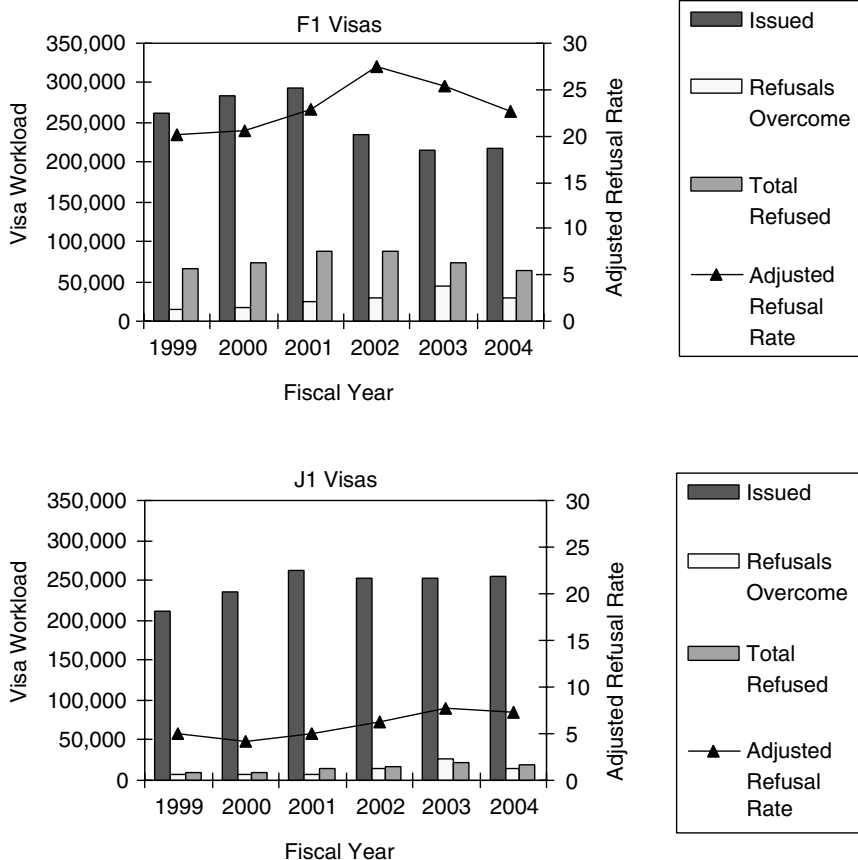 F1 Visas
350,000
300,000
250,000
200,000
150,000
100,000
50,000
0
Visa Workload
30
25
20
15
10
5
0
Adjusted Refusal Rate
1999 2000 2001 2002 2003 2004
Fiscal Year
Issued
Refusals
Overcome
Total
Refused
Adjusted
Refusal
Rate
J1 Visas
350,000
300,000
250,000
200,000
150,000
100,000
50,000
0
Visa Workload
30
25
20
15
10
5
0
Adjusted Refusal Rate
1999 2000 2001 2002 2003 2004
Fiscal Year
Issued
Refusals
Overcome
Total
Refused
Adjusted
Refusal
Rate